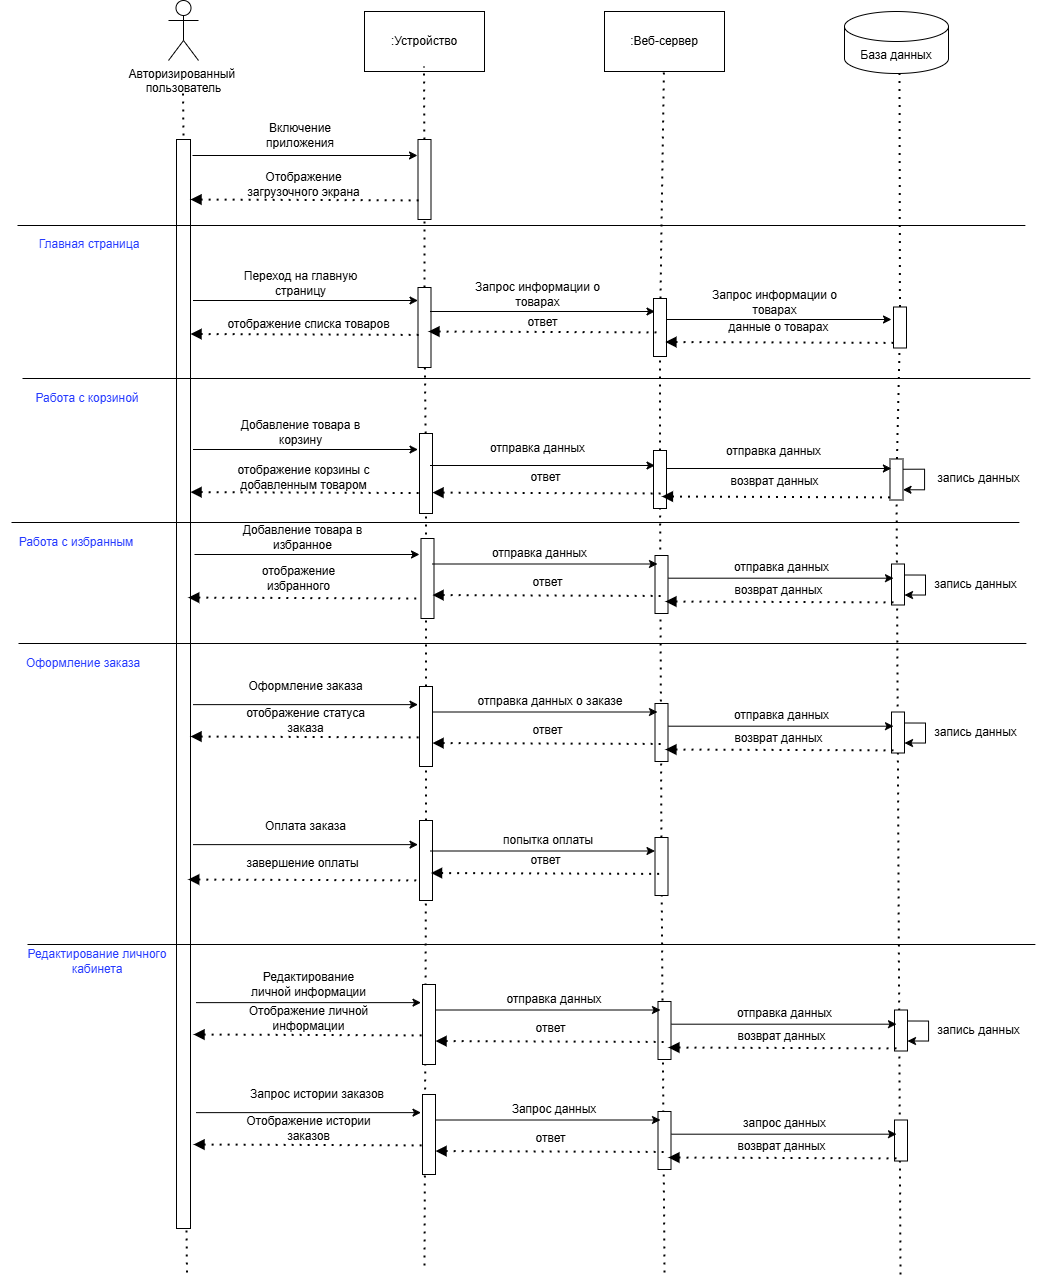 :Устройство
:Веб-сервер
База данных
Авторизированный
пользователь
Включение
приложения
Отображение
загрузочного экрана
Главная страница
Переход на главную
страницу
Запрос информации о
товарах
Запрос информации о
товарах
отображение списка товаров
ответ
данные о товарах
Работа с корзиной
Добавление товара в
корзину
отправка данных
отправка данных
отображение корзины с
добавленным товаром
ответ
возврат данных
запись данных
Работа с избранным
Добавление товара в
избранное
отправка данных
отправка данных
отображение
избранного
ответ
возврат данных
запись данных
Оформление заказа
Оформление заказа
отправка данных о заказе
отправка данных
отображение статуса
заказа
ответ
возврат данных
запись данных
Оплата заказа
попытка оплаты
завершение оплаты
ответ
Редактирование личного
кабинета
Редактирование
личной информации
отправка данных
отправка данных
Отображение личной
информации
ответ
возврат данных
запись данных
Запрос истории заказов
Запрос данных
запрос данных
Отображение истории
заказов
ответ
возврат данных